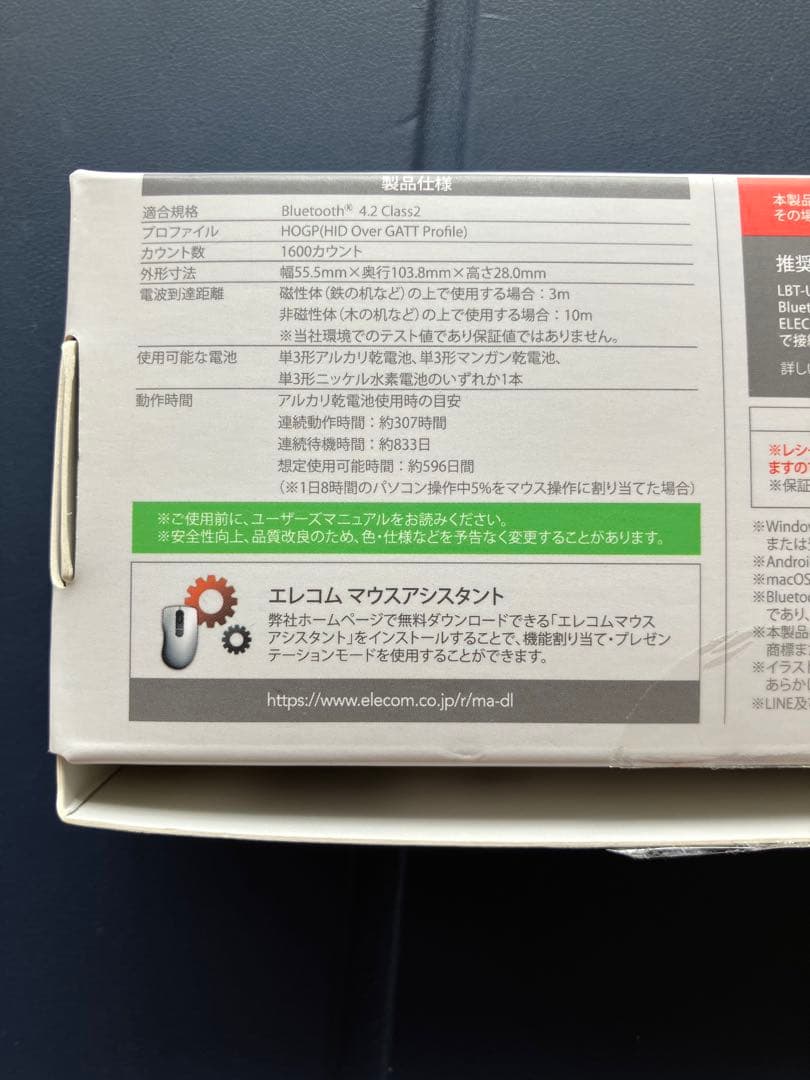 製品仕様
適合規格 Bluetooth® 4.2 Class2
プロファイル HOGP(HID Over GATT Profile)
カウント数 1600カウント
外形寸法 幅55.5mm×奥行103.8mm×高さ28.0mm
電波到達距離 磁性体（鉄の机など）の上で使用する場合：3m
非磁性体（木の机など）の上で使用する場合：10m
※当社環境でのテスト値であり保証値ではありません。
使用可能な電池 単3形アルカリ乾電池、単3形マンガン乾電池、
単3形ニッケル水素電池のいずれか1本
動作時間 アルカリ乾電池使用時の目安
連続動作時間：約307時間
連続待機時間：約833日
想定使用可能時間：約596日間
（※1日8時間のパソコン操作中5%をマウス操作に割り当てた場合）
※ご使用前に、ユーザーズマニュアルをお読みください。
※安全性向上、品質改良のため、色・仕様などを予告なく変更することがあります。
エレコム マウスアシスタント
弊社ホームページで無料ダウンロードできる「エレコムマウス
アシスタント」をインストールすることで、機能割り当て・プレゼン
テーションモードを使用することができます。
https://www.elecom.co.jp/r/ma-dl
本製品
その場
推奨
LBT-U
Bluet
ELEC
で接続
詳しい
※レシー
ますので
※保証
※Window
または
※Android
※macOS
※Bluetoo
であり、
※本製品
商標ま
※イラスト
あらかじ
※LINE及